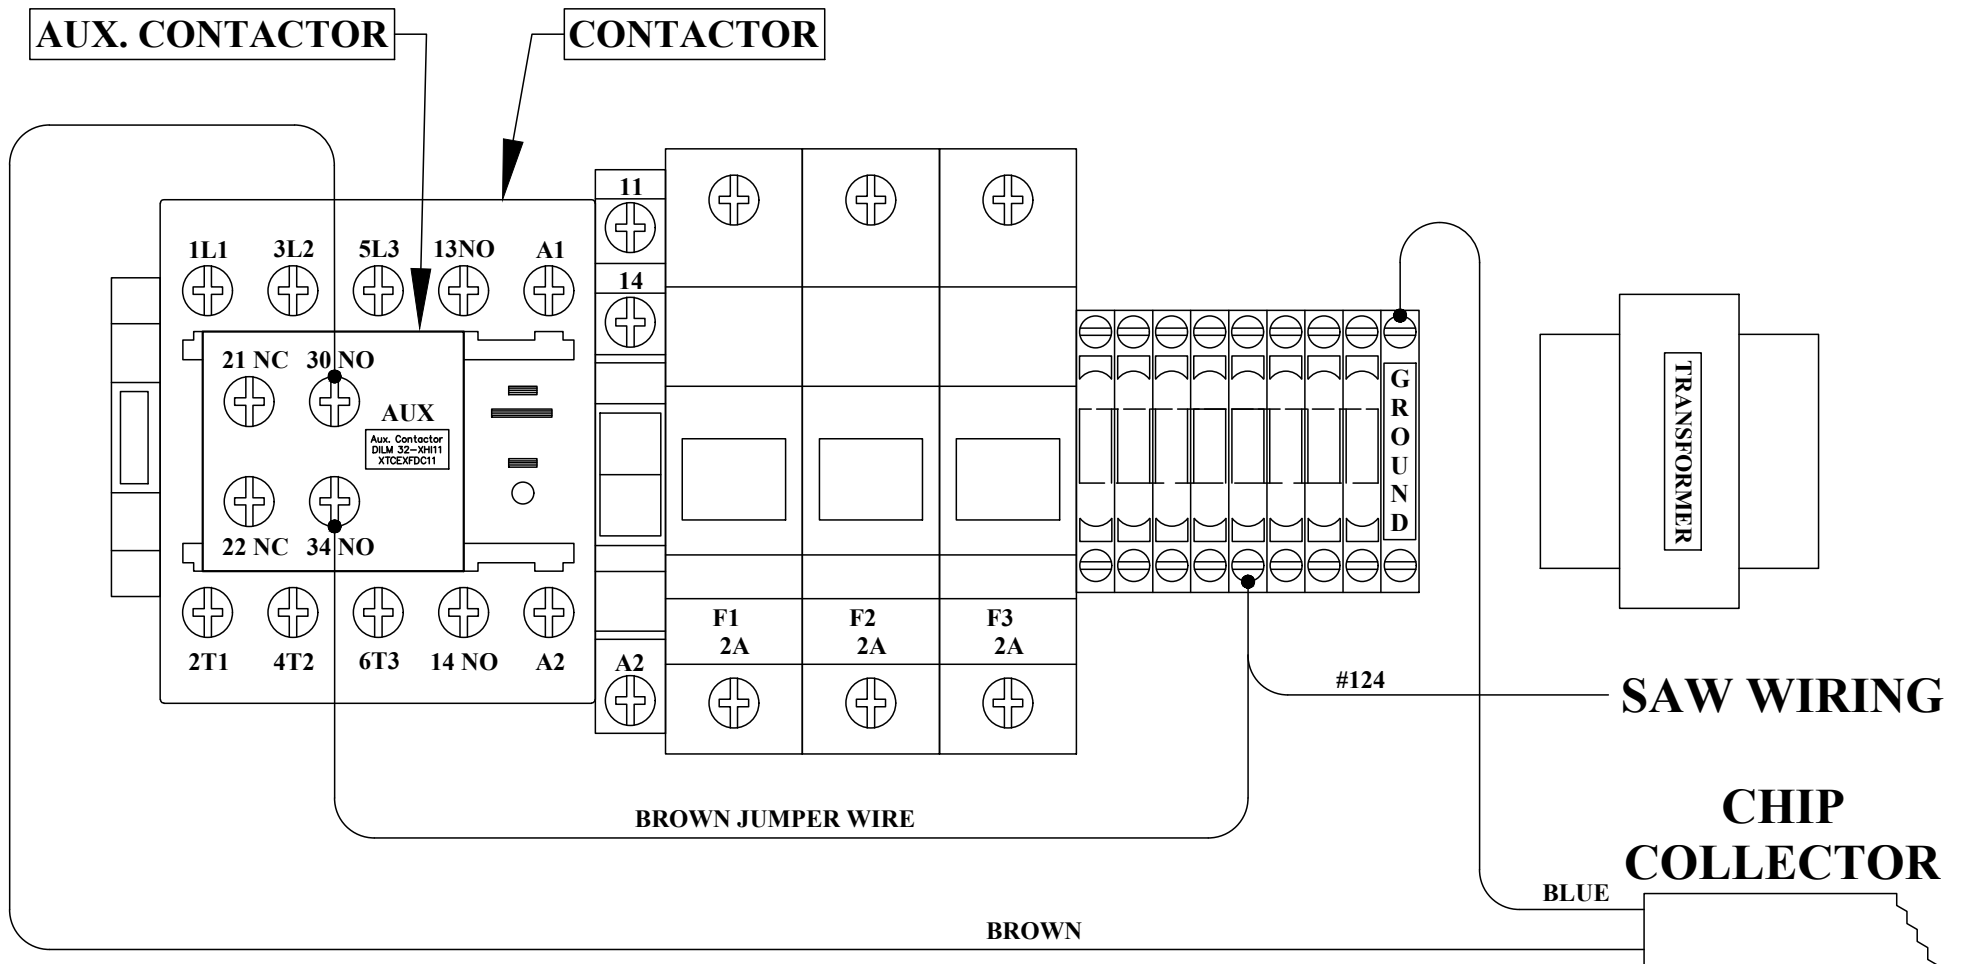 AUX. CONTACTOR
CONTACTOR
11
1L1
3L2
5L3
13NO
A1
14
21 NC
30 NO
AUX
Aux. Contactor
DILM 32-XHI11
XTCEXFDC11
22 NC
34 NO
2T1
4T2
6T3
14 NO
A2
A2
F1
2A
F2
2A
F3
2A
GROUND
TRANSFORMER
#124
SAW WIRING
BROWN JUMPER WIRE
CHIP
COLLECTOR
BLUE
BROWN